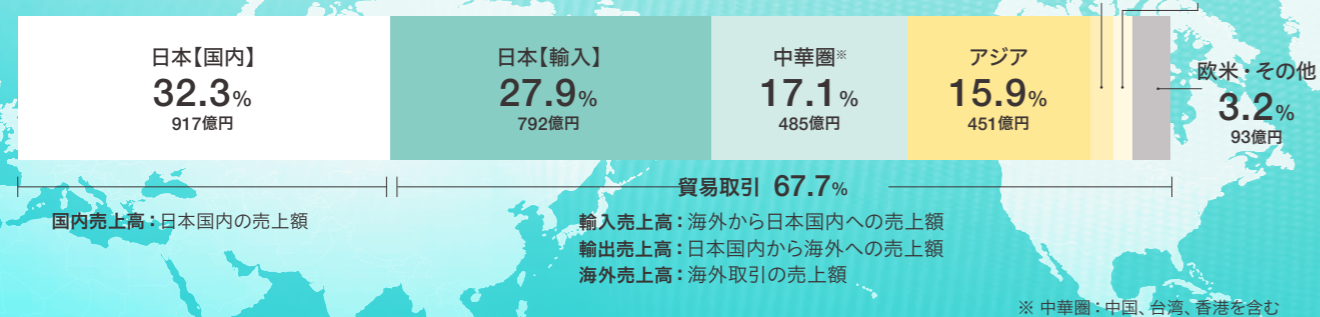 日本【国内】
32.3%
917億円
日本【輸入】
27.9%
792億円
中華圏※
17.1%
485億円
アジア
15.9%
451億円
欧米・その他
3.2%
93億円
貿易取引 67.7%
国内売上高：日本国内の売上額
輸入売上高：海外から日本国内への売上額
輸出売上高：日本国内から海外への売上額
海外売上高：海外取引の売上額
※ 中華圏：中国、台湾、香港を含む